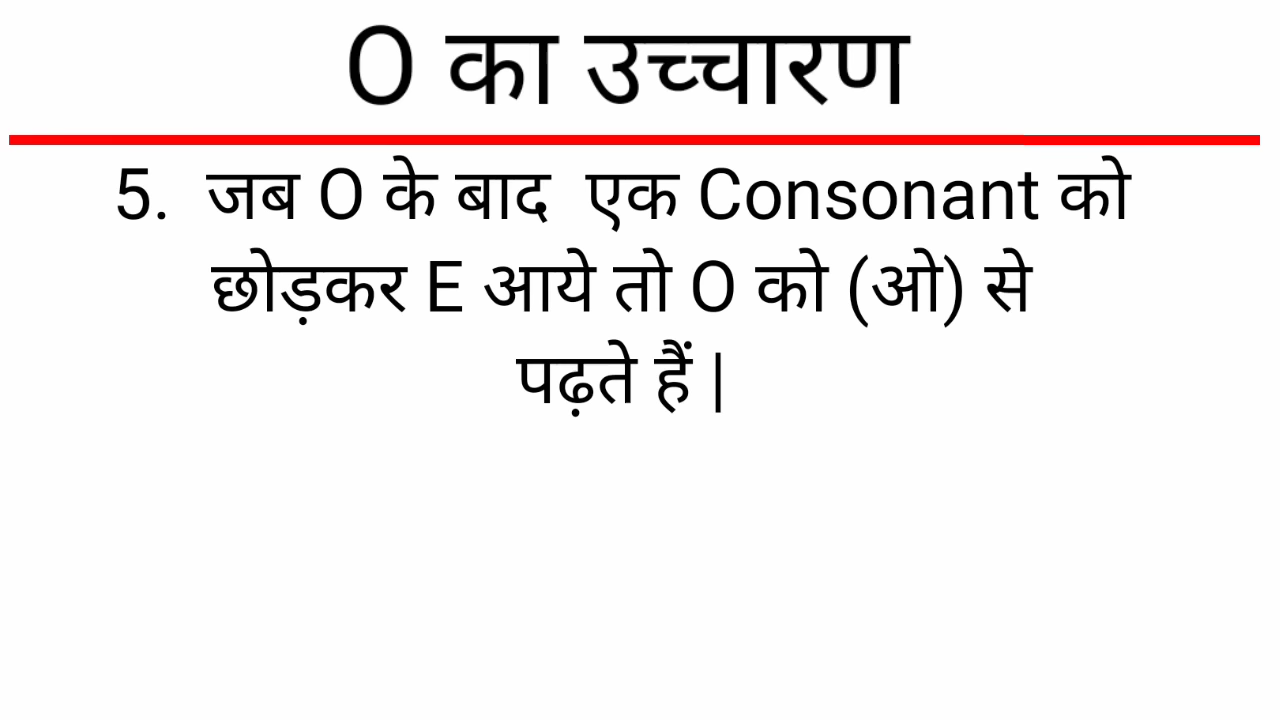 O का उच्चारण
5. जब O के बाद एक Consonant को
छोड़कर E आये तो O को (ओ) से
पढ़ते हैं |